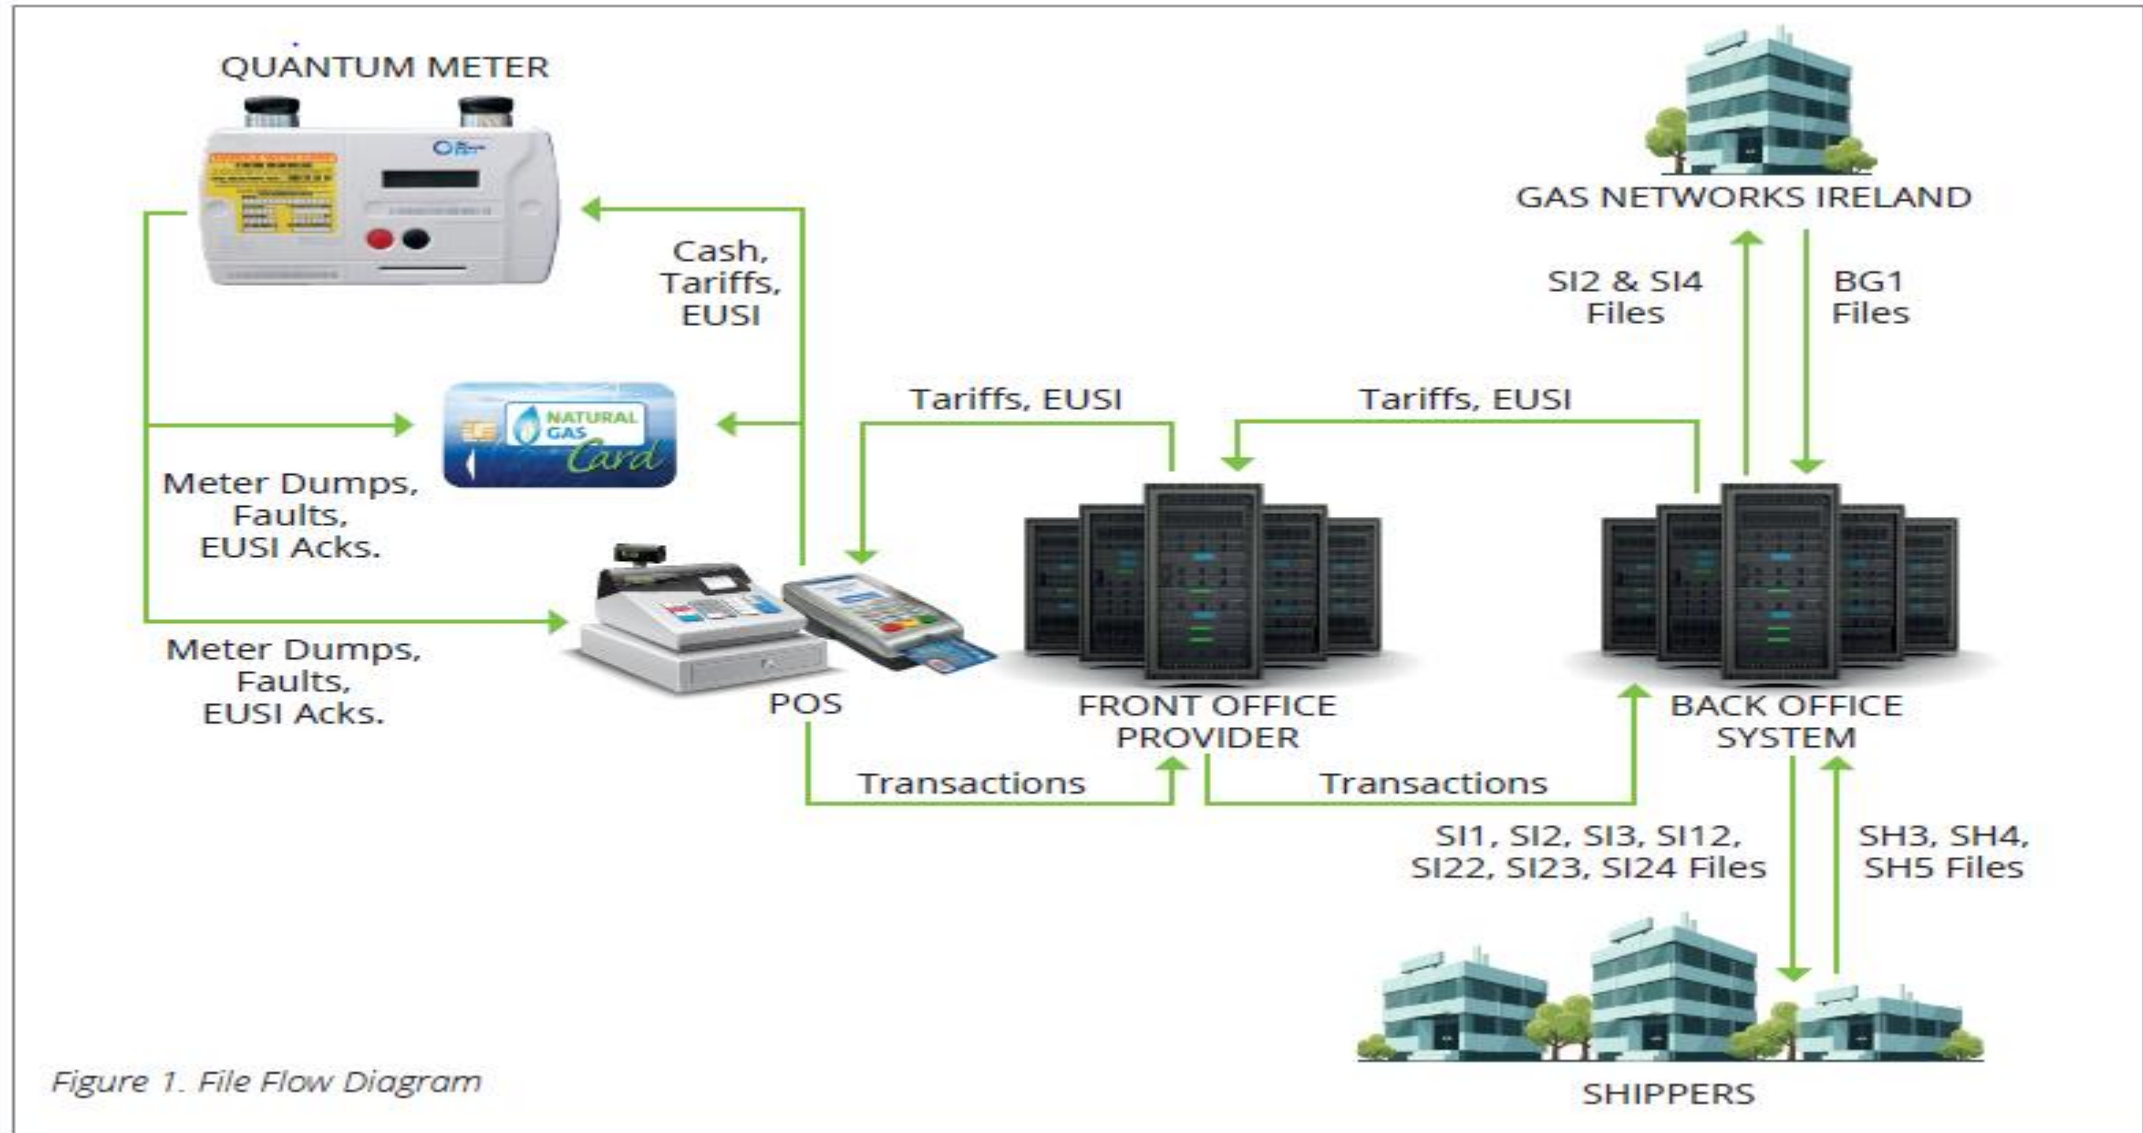 QUANTUM METER
GAS NETWORKS IRELAND
Cash,
Tariffs,
EUSI
SI2 & SI4
Files
BG1
Files
NATURAL
GAS
Card
Tariffs, EUSI
Tariffs, EUSI
Meter Dumps,
Faults,
EUSI Acks.
Meter Dumps,
Faults,
EUSI Acks.
POS
FRONT OFFICE
PROVIDER
BACK OFFICE
SYSTEM
Transactions
Transactions
SI1, SI2, SI3, SI12,
SI22, SI23, SI24 Files
SH3, SH4,
SH5 Files
SHIPPERS
Figure 1. File Flow Diagram